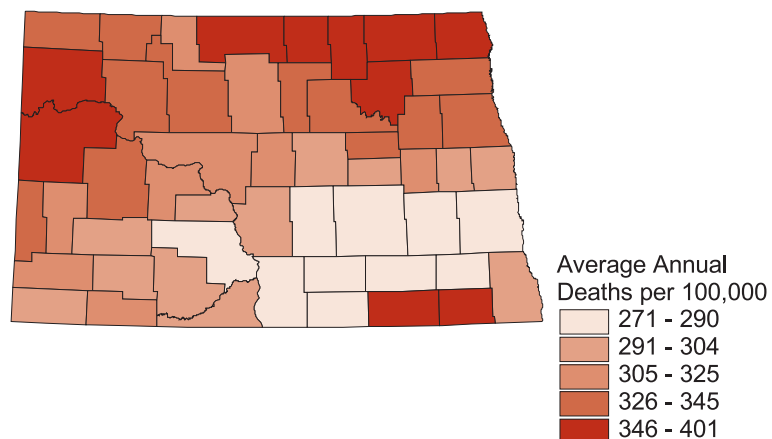 Average Annual
Deaths per 100,000
271 - 290
291 - 304
305 - 325
326 - 345
346 - 401